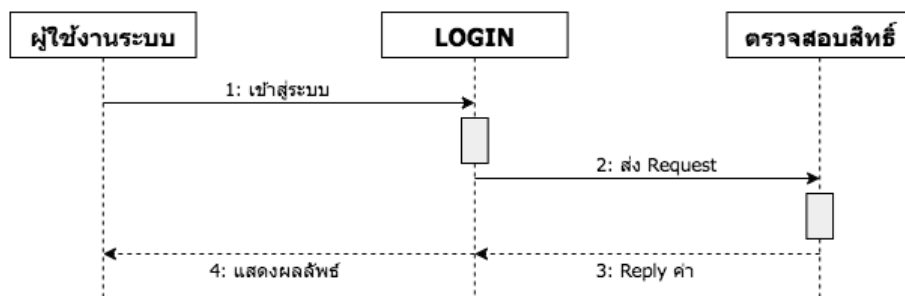 ผู้ใช้งานระบบ
LOGIN
ตรวจสอบสิทธิ์
1: เข้าสู่ระบบ
2: ส่ง Request
4: แสดงผลลัพธ์
3: Reply ค่า